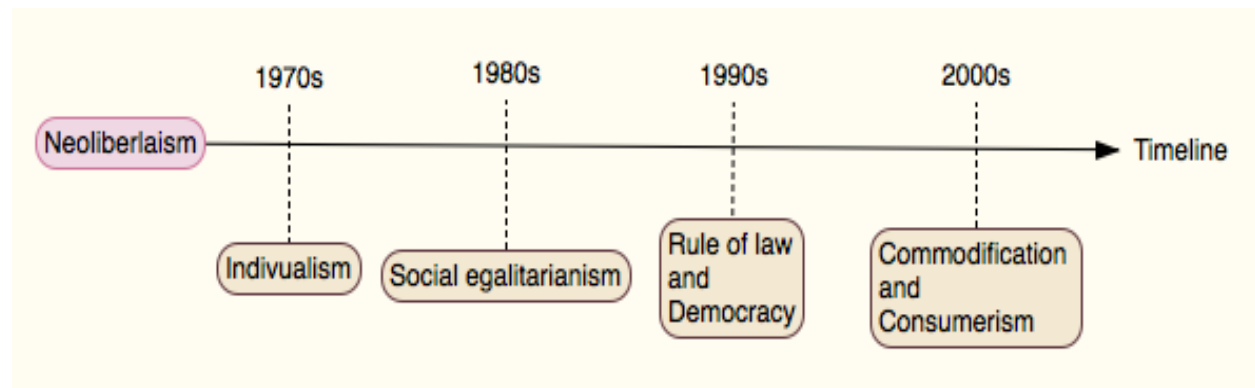 1970s
1980s
1990s
2000s
Neoliberlaism
Timeline
Indivualism
Social egalitarianism
Rule of law
and
Democracy
Commodification
and
Consumerism